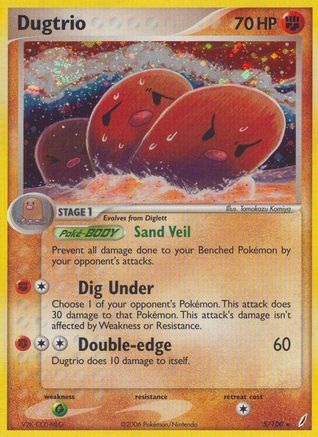 Dugtrio 70 HP
Illus. Tomokazu Komiya
STAGE 1
Evolves from Diglett
Poké-BODY Sand Veil
Prevent all damage done to your Benched Pokémon by
your opponent's attacks.
Dig Under
Choose 1 of your opponent's Pokémon. This attack does
30 damage to that Pokémon. This attack's damage isn't
affected by Weakness or Resistance.
Double-edge 60
Dugtrio does 10 damage to itself.
weakness resistance retreat cost
©2006 Pokémon/Nintendo 5/100